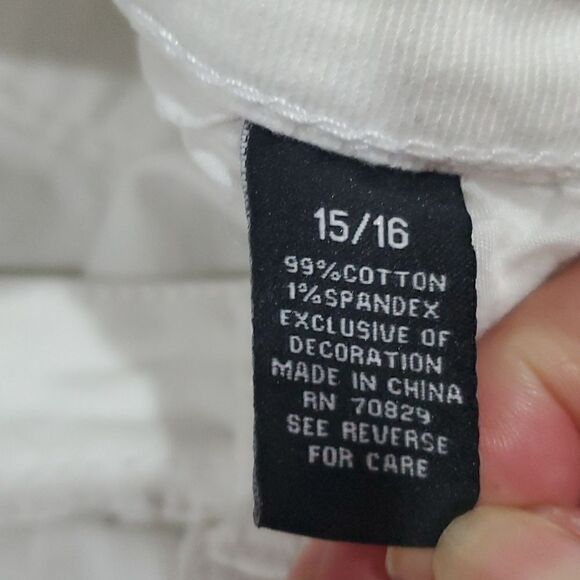 15/16
99%COTTON
1%SPANDEX
EXCLUSIVE OF
DECORATION
MADE IN CHINA
RN 70829
SEE REVERSE
FOR CARE